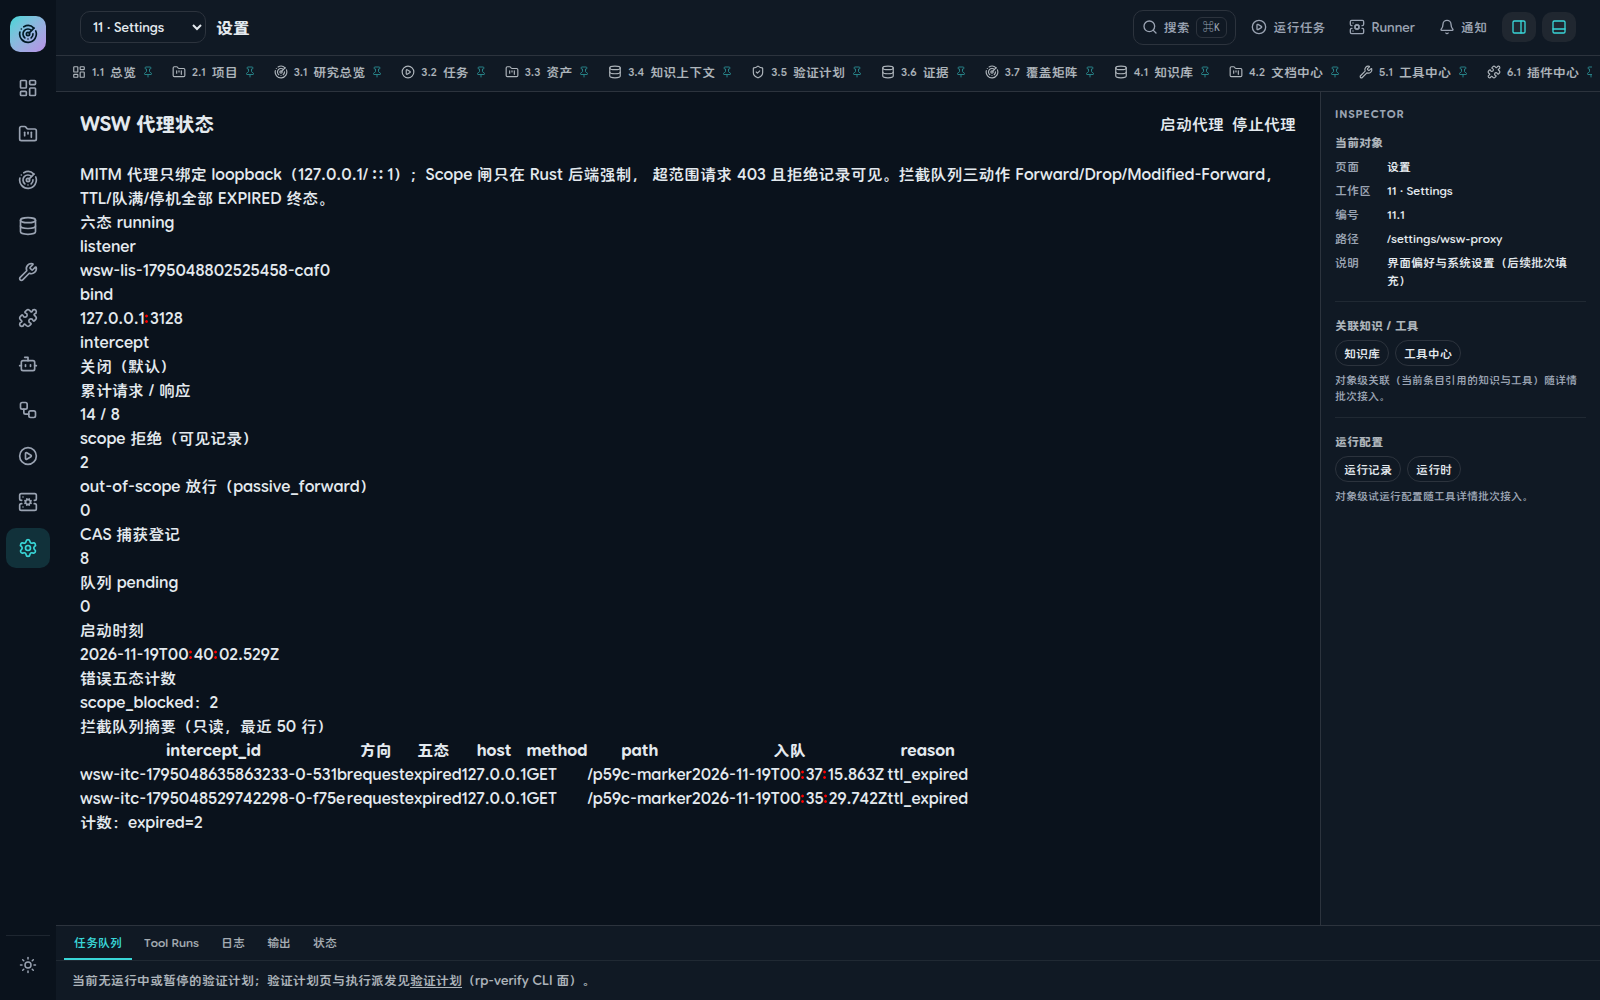 11 · Settings
设置
搜索 ⌘K
运行任务
Runner
通知
1.1 总览
2.1 项目
3.1 研究总览
3.2 任务
3.3 资产
3.4 知识上下文
3.5 验证计划
3.6 证据
3.7 覆盖矩阵
4.1 知识库
4.2 文档中心
5.1 工具中心
6.1 插件中心
WSW 代理状态
启动代理 停止代理
MITM 代理只绑定 loopback（127.0.0.1/::1）；Scope 闸只在 Rust 后端强制， 超范围请求 403 且拒绝记录可见。拦截队列三动作 Forward/Drop/Modified-Forward，
TTL/队满/停机全部 EXPIRED 终态。
六态 running
listener
wsw-lis-1795048802525458-caf0
bind
127.0.0.1:3128
intercept
关闭（默认）
累计请求 / 响应
14 / 8
scope 拒绝（可见记录）
2
out-of-scope 放行（passive_forward）
0
CAS 捕获登记
8
队列 pending
0
启动时刻
2026-11-19T00:40:02.529Z
错误五态计数
scope_blocked：2
拦截队列摘要（只读，最近 50 行）
intercept_id 方向 五态 host method path 入队 reason
wsw-itc-1795048635863233-0-531b request expired 127.0.0.1 GET /p59c-marker 2026-11-19T00:37:15.863Z ttl_expired
wsw-itc-1795048529742298-0-f75e request expired 127.0.0.1 GET /p59c-marker 2026-11-19T00:35:29.742Z ttl_expired
计数：expired=2
INSPECTOR
当前对象
页面 设置
工作区 11 · Settings
编号 11.1
路径 /settings/wsw-proxy
说明 界面偏好与系统设置（后续批次填
充）
关联知识 / 工具
知识库 工具中心
对象级关联（当前条目引用的知识与工具）随详情
批次接入。
运行配置
运行记录 运行时
对象级试运行配置随工具详情批次接入。
任务队列 Tool Runs 日志 输出 状态
当前无运行中或暂停的验证计划；验证计划页与执行派发见验证计划（rp-verify CLI 面）。